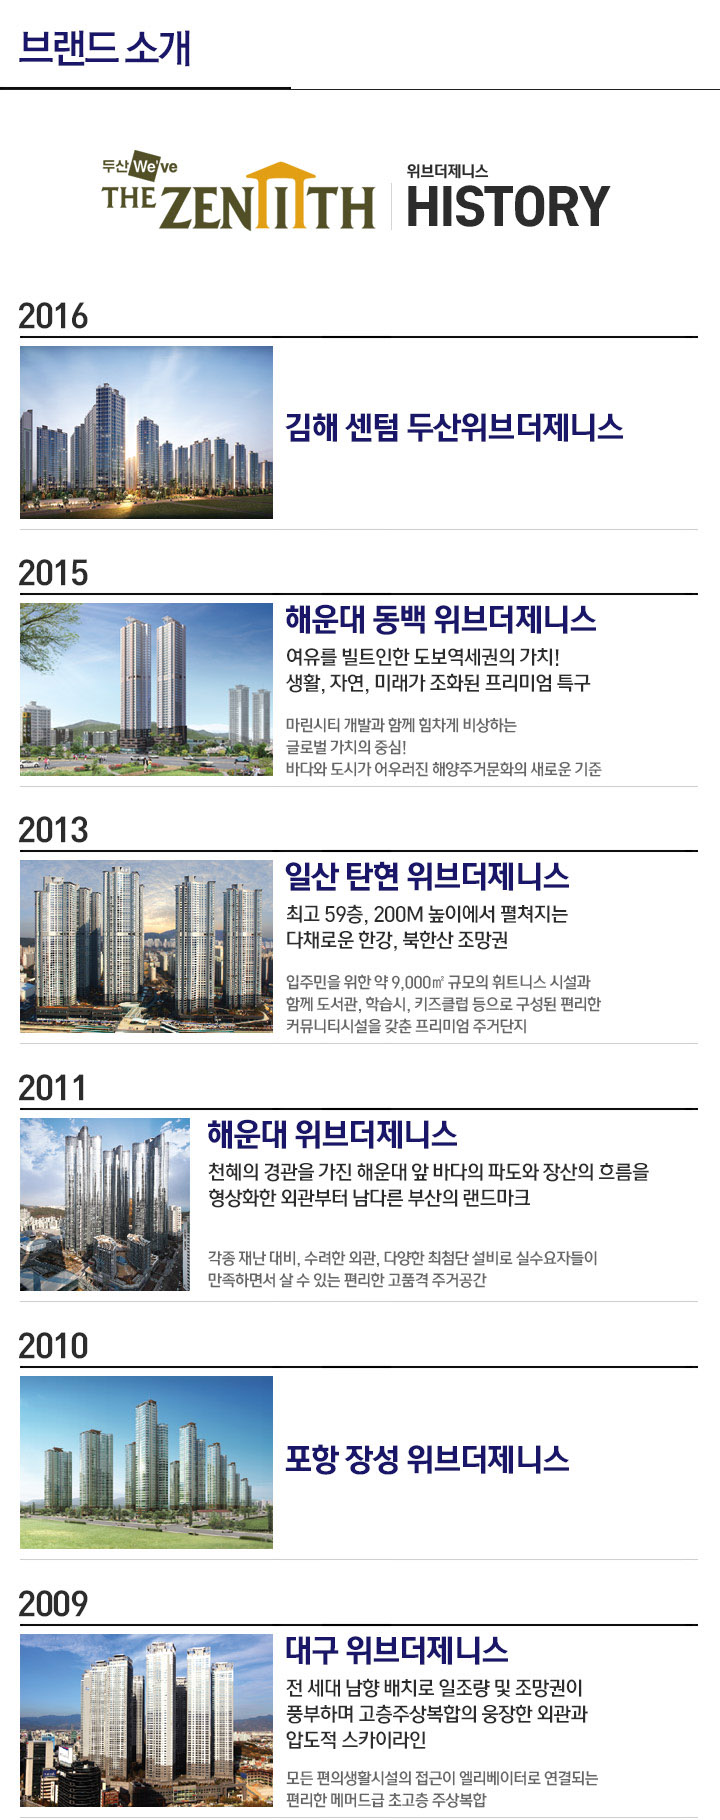 브랜드 소개
두산 We've
THE ZENITH
위브더제니스
HISTORY
2016
김해 센텀 두산위브더제니스
2015
해운대 동백 위브더제니스
여유를 빌트인한 도보역세권의 가치!
생활, 자연, 미래가 조화된 프리미엄 특구
마린시티 개발과 함께 힘차게 비상하는
글로벌 가치의 중심!
바다와 도시가 어우러진 해양주거문화의 새로운 기준
2013
일산 탄현 위브더제니스
최고 59층, 200M 높이에서 펼쳐지는
다채로운 한강, 북한산 조망권
입주민을 위한 약 9,000㎡ 규모의 휘트니스 시설과
함께 도서관, 학습시, 키즈클럽 등으로 구성된 편리한
커뮤니티시설을 갖춘 프리미엄 주거단지
2011
해운대 위브더제니스
천혜의 경관을 가진 해운대 앞 바다의 파도와 장산의 흐름을
형상화한 외관부터 남다른 부산의 랜드마크
각종 재난 대비, 수려한 외관, 다양한 최첨단 설비로 실수요자들이
만족하면서 살 수 있는 편리한 고품격 주거공간
2010
포항 장성 위브더제니스
2009
대구 위브더제니스
전 세대 남향 배치로 일조량 및 조망권이
풍부하며 고층주상복합의 웅장한 외관과
압도적 스카이라인
모든 편의생활시설의 접근이 엘리베이터로 연결되는
편리한 메머드급 초고층 주상복합